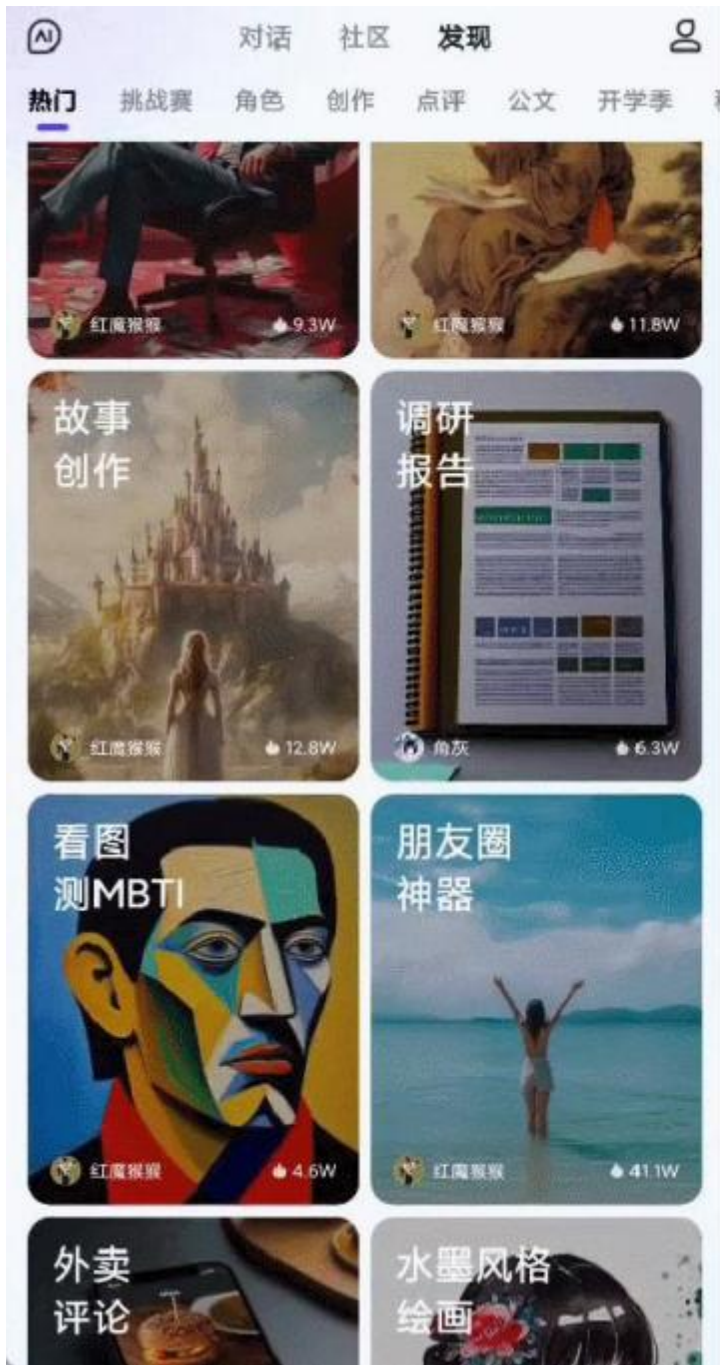 AI
对话 社区 发现
热门 挑战赛 角色 创作 点评 公文 开学季
红魔猴猴 9.3W
红魔猴猴 11.8W
故事
创作
红魔猴猴 12.8W
调研
报告
角灰 6.3W
看图
测MBTI
红魔猴猴 4.6W
朋友圈
神器
红魔猴猴 41.1W
外卖
评论
水墨风格
绘画